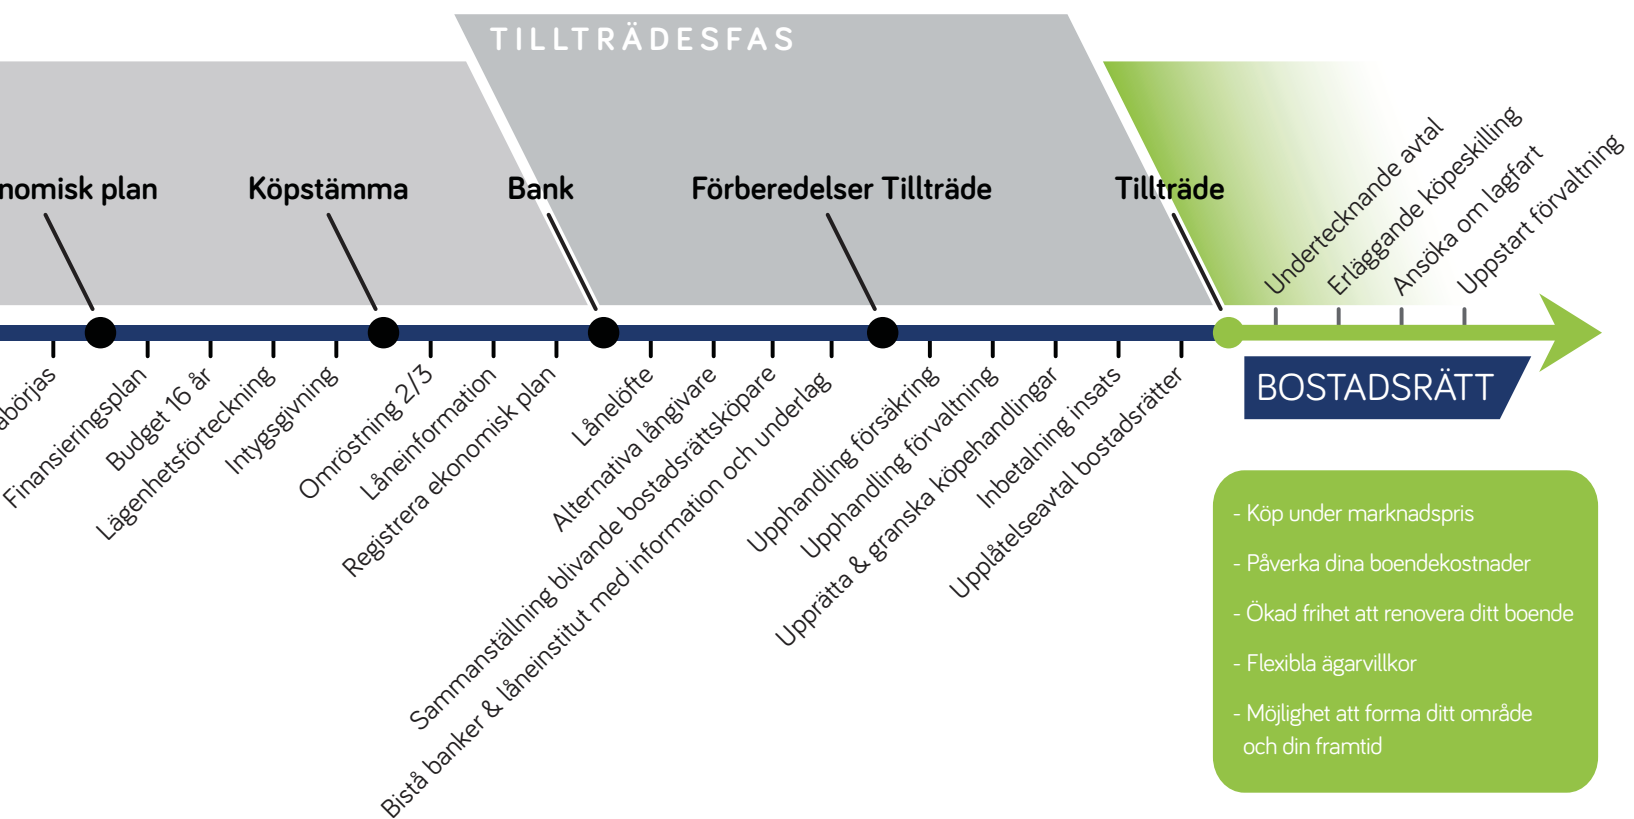 TILLTRÄDESFAS
nomisk plan
Köpstämma
Bank
Förberedelser Tillträde
Tillträde
Undertecknande avtal
Erläggande köpeskilling
Ansöka om lagfart
Uppstart förvaltning
Finansieringsplan
Budget 16 år
Lägenhetsförteckning
Intygsgivning
Omröstning 2/3
Låneinformation
Registrera ekonomisk plan
Lånelöfte
Alternativa långivare
Sammanställning blivande bostadsrättsköpare
Bistå banker & låneinstitut med information och underlag
Upphandling försäkring
Upphandling förvaltning
Upprätta & granska köpehandlingar
Inbetalning insats
Upplåtelseavtal bostadsrätter
BOSTADSRÄTT
- Köp under marknadspris
- Påverka dina boendekostnader
- Ökad frihet att renovera ditt boende
- Flexibla ägarvillkor
- Möjlighet att forma ditt område
och din framtid